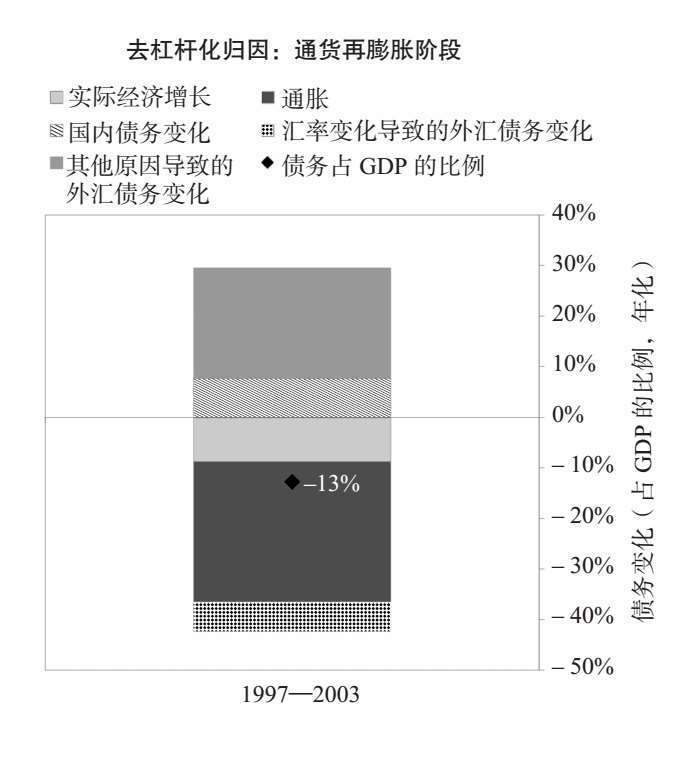 去杠杆化归因：通货再膨胀阶段
实际经济增长
通胀
国内债务变化
汇率变化导致的外汇债务变化
其他原因导致的
外汇债务变化
债务占 GDP 的比例
40%
30%
20%
10%
0%
–10%
–20%
–30%
–40%
–50%
–13%
债务变化（占 GDP 的比例，年化）
1997—2003